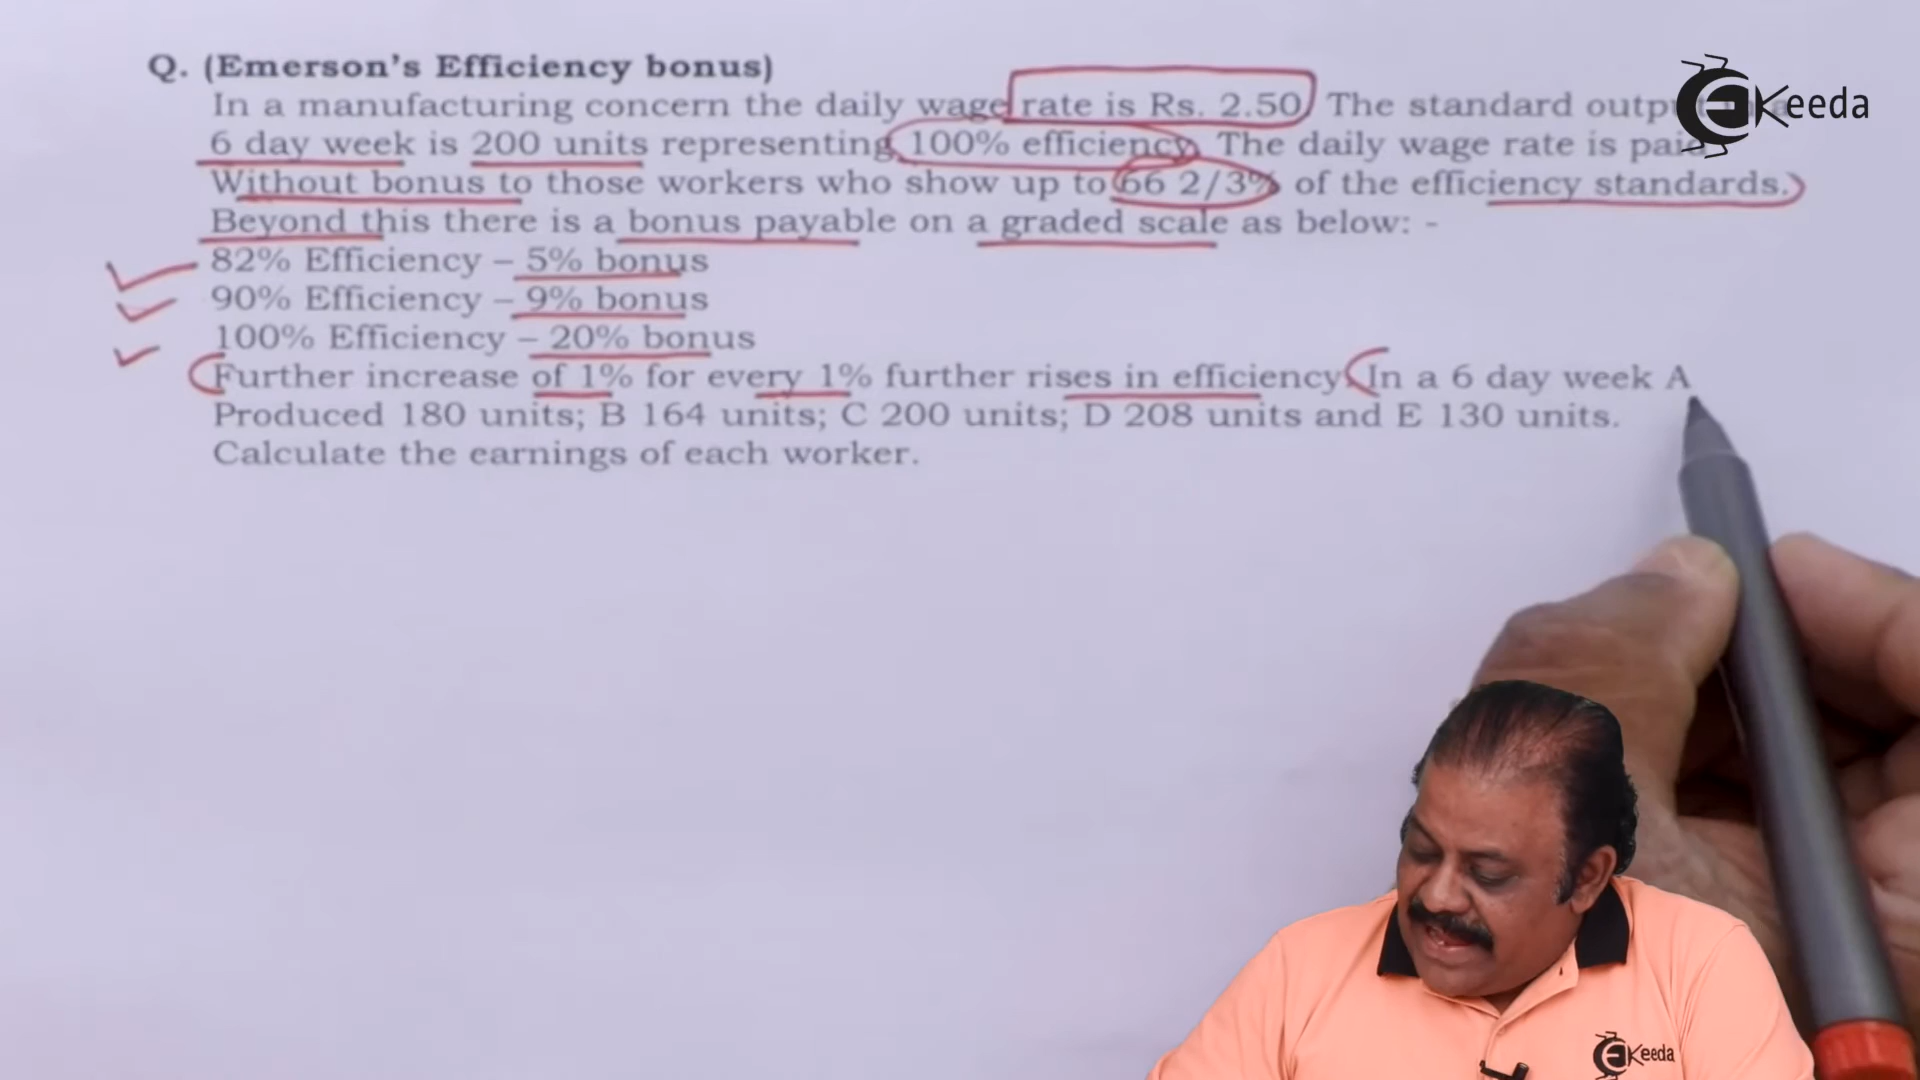 Q. (Emerson's Efficiency bonus)
In a manufacturing concern the daily wage rate is Rs. 2.50 The standard output
6 day week is 200 units representing 100% efficiency. The daily wage rate is paid
Without bonus to those workers who show up to 66 2/3% of the efficiency standards.
Beyond this there is a bonus payable on a graded scale as below: -
82% Efficiency – 5% bonus
90% Efficiency – 9% bonus
100% Efficiency – 20% bonus
Further increase of 1% for every 1% further rises in efficiency. In a 6 day week A
Produced 180 units; B 164 units; C 200 units; D 208 units and E 130 units.
Calculate the earnings of each worker.
eKeeda
eKeeda